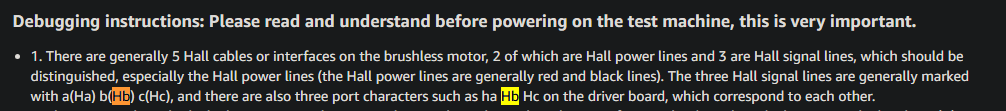 Debugging instructions: Please read and understand before powering on the test machine, this is very important.
• 1. There are generally 5 Hall cables or interfaces on the brushless motor, 2 of which are Hall power lines and 3 are Hall signal lines, which should be
distinguished, especially the Hall power lines (the Hall power lines are generally red and black lines). The three Hall signal lines are generally marked
with a(Ha) b(Hb) c(Hc), and there are also three port characters such as ha Hb Hc on the driver board, which correspond to each other.